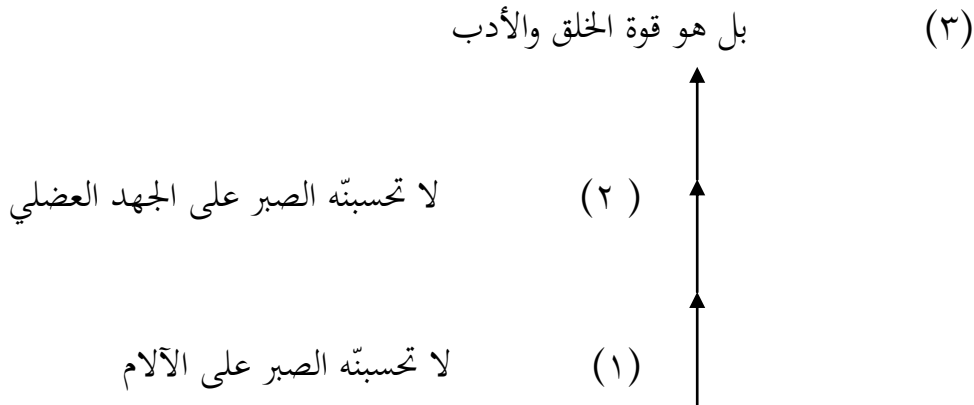 (٣) بل هو قوة الخلق والأدب
(٢ ) لا تحسبنّه الصبر على الجهد العضلي
(١) لا تحسبنّه الصبر على الآلام